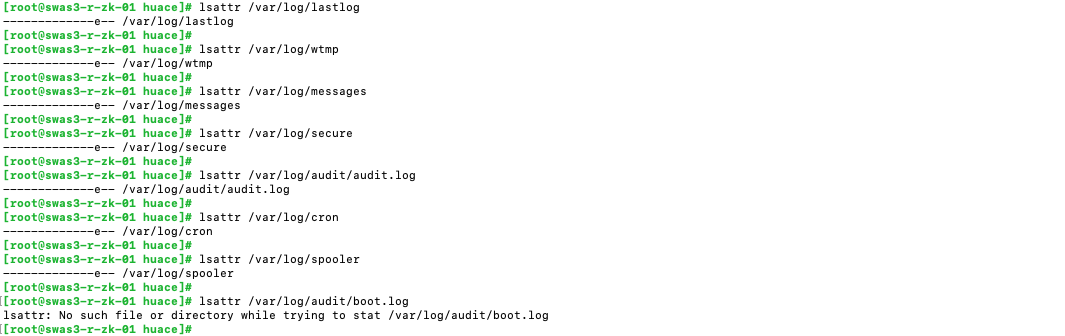 [root@swas3-r-zk-01 huace]# lsattr /var/log/lastlog
-------------e-- /var/log/lastlog
[root@swas3-r-zk-01 huace]#
[root@swas3-r-zk-01 huace]# lsattr /var/log/wtmp
-------------e-- /var/log/wtmp
[root@swas3-r-zk-01 huace]#
[root@swas3-r-zk-01 huace]# lsattr /var/log/messages
-------------e-- /var/log/messages
[root@swas3-r-zk-01 huace]#
[root@swas3-r-zk-01 huace]# lsattr /var/log/secure
-------------e-- /var/log/secure
[root@swas3-r-zk-01 huace]#
[root@swas3-r-zk-01 huace]# lsattr /var/log/audit/audit.log
-------------e-- /var/log/audit/audit.log
[root@swas3-r-zk-01 huace]#
[root@swas3-r-zk-01 huace]# lsattr /var/log/cron
-------------e-- /var/log/cron
[root@swas3-r-zk-01 huace]#
[root@swas3-r-zk-01 huace]# lsattr /var/log/spooler
-------------e-- /var/log/spooler
[root@swas3-r-zk-01 huace]#
[[root@swas3-r-zk-01 huace]# lsattr /var/log/audit/boot.log
lsattr: No such file or directory while trying to stat /var/log/audit/boot.log
[[root@swas3-r-zk-01 huace]#